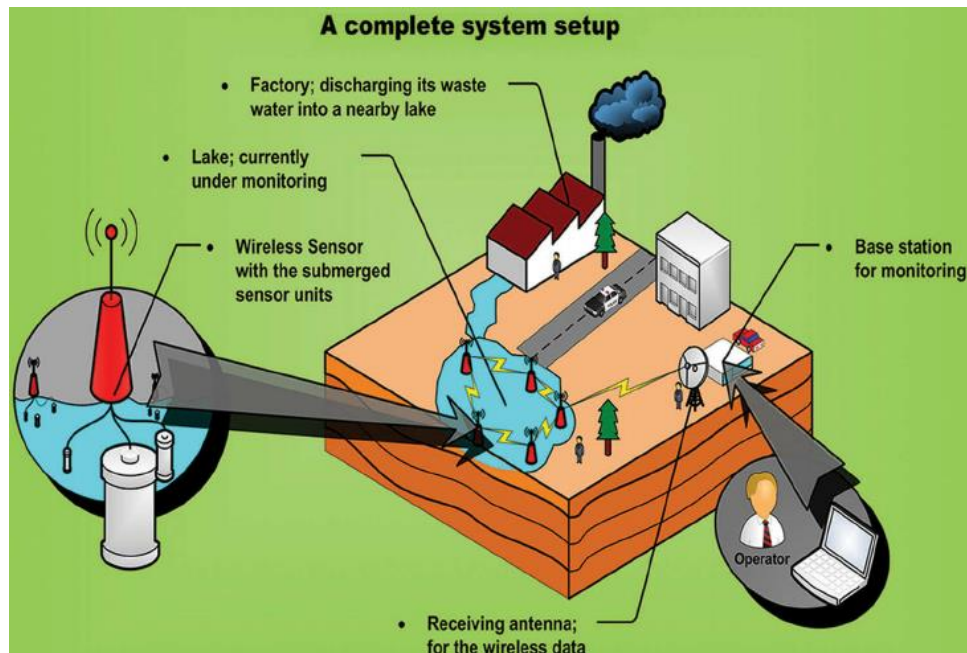 A complete system setup
• Factory; discharging its waste
water into a nearby lake
• Lake; currently
under monitoring
• Wireless Sensor
with the submerged
sensor units
• Base station
for monitoring
Operator
• Receiving antenna;
for the wireless data